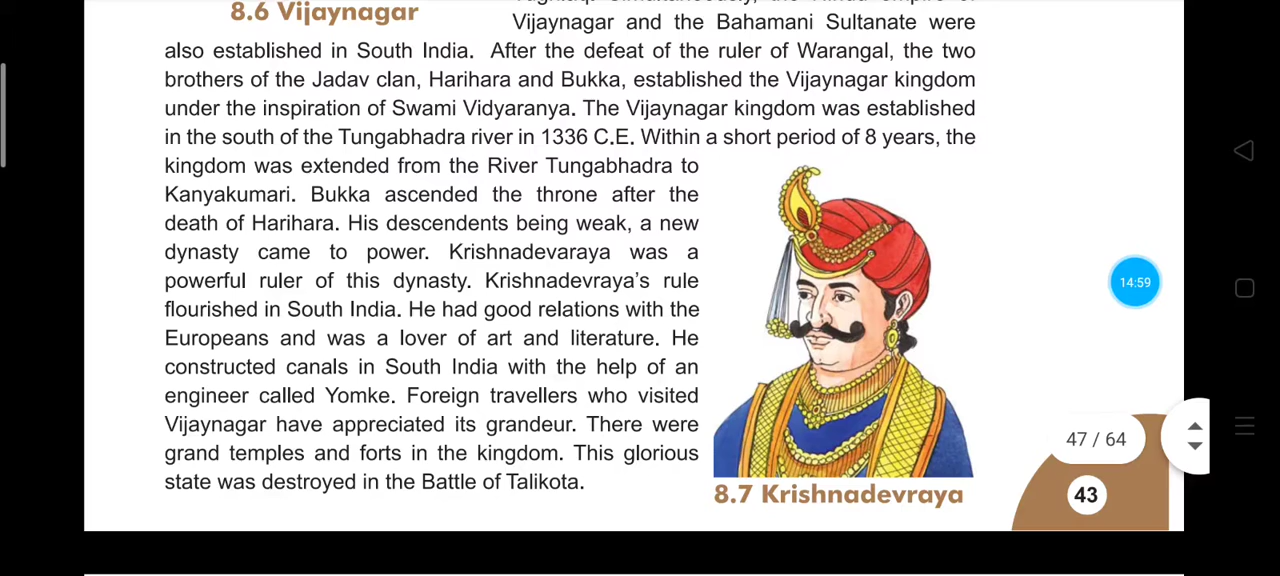 8.6 Vijaynagar
Vijaynagar and the Bahamani Sultanate were
also established in South India. After the defeat of the ruler of Warangal, the two
brothers of the Jadav clan, Harihara and Bukka, established the Vijaynagar kingdom
under the inspiration of Swami Vidyaranya. The Vijaynagar kingdom was established
in the south of the Tungabhadra river in 1336 C.E. Within a short period of 8 years, the
kingdom was extended from the River Tungabhadra to
Kanyakumari. Bukka ascended the throne after the
death of Harihara. His descendents being weak, a new
dynasty came to power. Krishnadevaraya was a
powerful ruler of this dynasty. Krishnadevraya's rule
flourished in South India. He had good relations with the
Europeans and was a lover of art and literature. He
constructed canals in South India with the help of an
engineer called Yomke. Foreign travellers who visited
Vijaynagar have appreciated its grandeur. There were
grand temples and forts in the kingdom. This glorious
state was destroyed in the Battle of Talikota.
8.7 Krishnadevraya
14:59
47 / 64
43